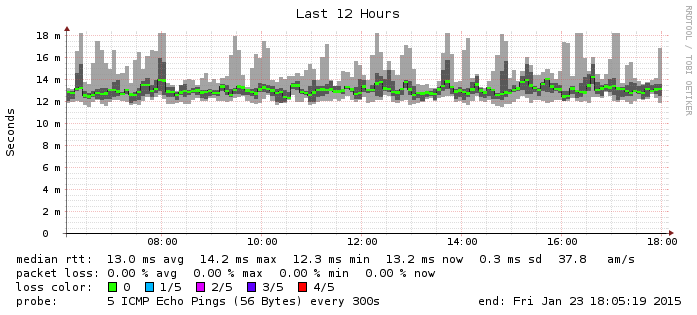 Last 12 Hours
RRDTOOL / TOBI OETIKER
Seconds
18 m
16 m
14 m
12 m
10 m
8 m
6 m
4 m
2 m
0
08:00 10:00 12:00 14:00 16:00 18:00
median rtt: 13.0 ms avg 14.2 ms max 12.3 ms min 13.2 ms now 0.3 ms sd 37.8 am/s
packet loss: 0.00 % avg 0.00 % max 0.00 % min 0.00 % now
loss color: 0 1/5 2/5 3/5 4/5
probe: 5 ICMP Echo Pings (56 Bytes) every 300s end: Fri Jan 23 18:05:19 2015